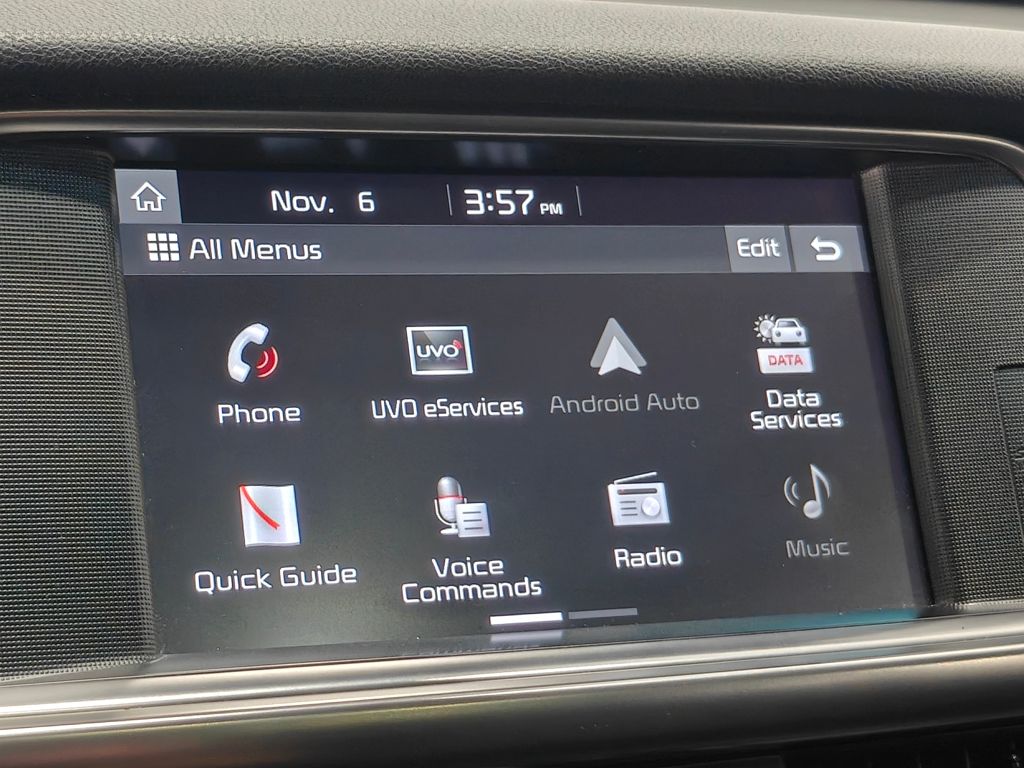 Nov. 6 3:57 PM
All Menus Edit
UVO
DATA
Phone UVO eServices Android Auto Data
Services
Quick Guide Voice
Commands Radio Music